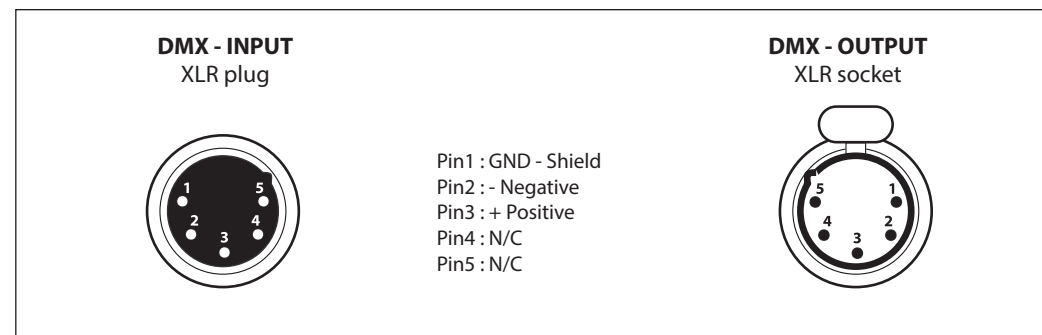 DMX - INPUT
XLR plug
1
5
2
4
3
Pin1 : GND - Shield
Pin2 : - Negative
Pin3 : + Positive
Pin4 : N/C
Pin5 : N/C
DMX - OUTPUT
XLR socket
5
1
4
2
3